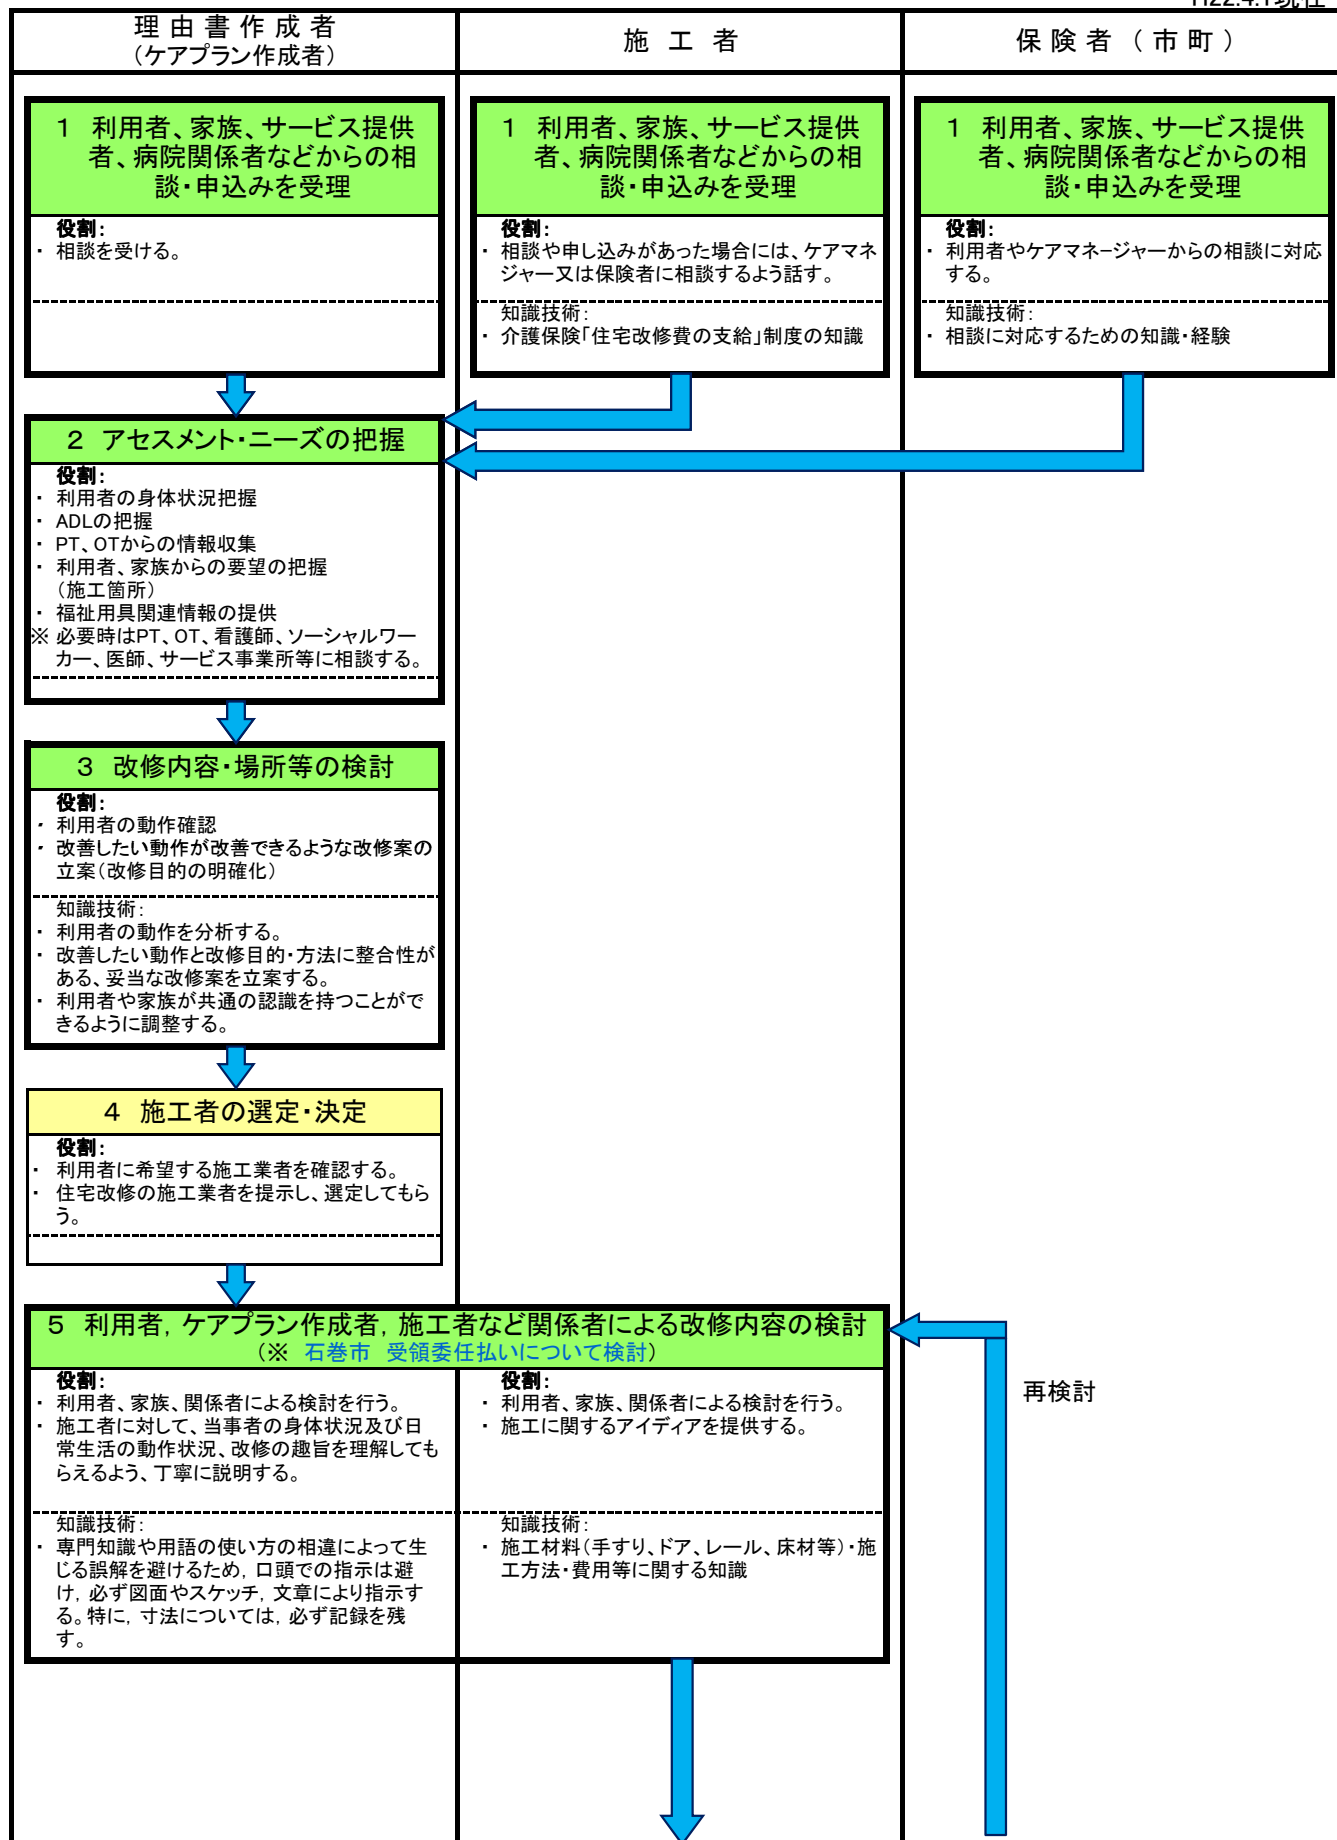 H22.4.1現在
理 由 書 作 成 者
(ケアプラン作成者)
施 工 者
保 険 者 （ 市 町 ）
1 利用者、家族、サービス提供
者、病院関係者などからの相
談・申込みを受理
役割：
・ 相談を受ける。
1 利用者、家族、サービス提供
者、病院関係者などからの相
談・申込みを受理
役割：
・ 相談や申し込みがあった場合には、ケアマネ
ジャー又は保険者に相談するよう話す。
知識技術：
・ 介護保険「住宅改修費の支給」制度の知識
1 利用者、家族、サービス提供
者、病院関係者などからの相
談・申込みを受理
役割：
・ 利用者やケアマネージャーからの相談に対応
する。
知識技術：
・ 相談に対応するための知識・経験
2 アセスメント・ニーズの把握
役割：
・ 利用者の身体状況把握
・ ADLの把握
・ PT、OTからの情報収集
・ 利用者、家族からの要望の把握
（施工箇所）
・ 福祉用具関連情報の提供
※ 必要時はPT、OT、看護師、ソーシャルワー
カー、医師、サービス事業所等に相談する。
3 改修内容・場所等の検討
役割：
・ 利用者の動作確認
・ 改善したい動作が改善できるような改修案の
立案（改修目的の明確化）
知識技術：
・ 利用者の動作を分析する。
・ 改善したい動作と改修目的・方法に整合性が
ある、妥当な改修案を立案する。
・ 利用者や家族が共通の認識を持つことがで
きるように調整する。
4 施工者の選定・決定
役割：
・ 利用者に希望する施工業者を確認する。
・ 住宅改修の施工業者を提示し、選定してもら
う。
5 利用者，ケアプラン作成者，施工者など関係者による改修内容の検討
（※ 石巻市 受領委任払いについて検討）
役割：
・ 利用者、家族、関係者による検討を行う。
・ 施工者に対して、当事者の身体状況及び日
常生活の動作状況、改修の趣旨を理解しても
らえるよう、丁寧に説明する。
知識技術：
・ 専門知識や用語の使い方の相違によって生
じる誤解を避けるため，口頭での指示は避
け，必ず図面やスケッチ，文章により指示す
る。特に，寸法については，必ず記録を残
す。
役割：
・ 利用者、家族、関係者による検討を行う。
・ 施工に関するアイディアを提供する。
知識技術：
・ 施工材料（手すり、ドア、レール、床材等）・施
工方法・費用等に関する知識
再検討